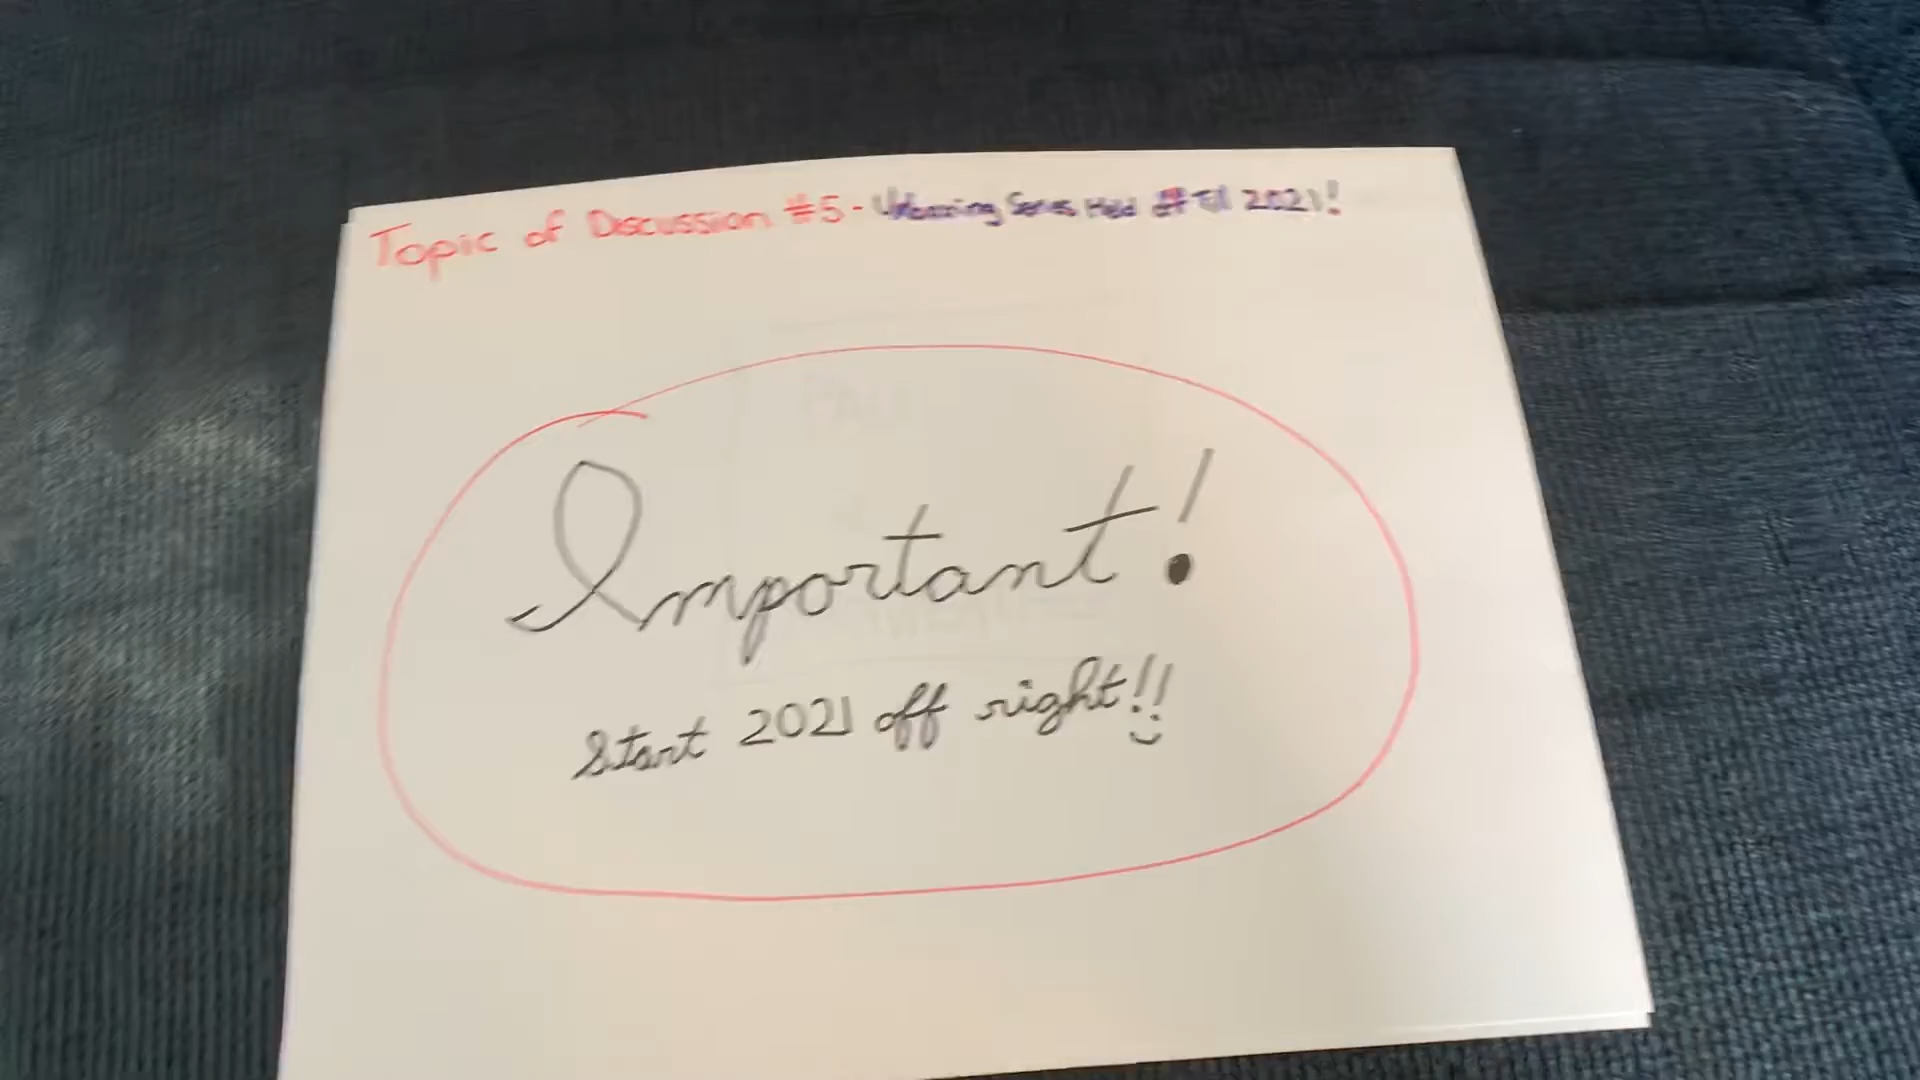 Topic of Discussion #5 - Unboxing Series Held off Till 2021!
Important!
Start 2021 off right!!